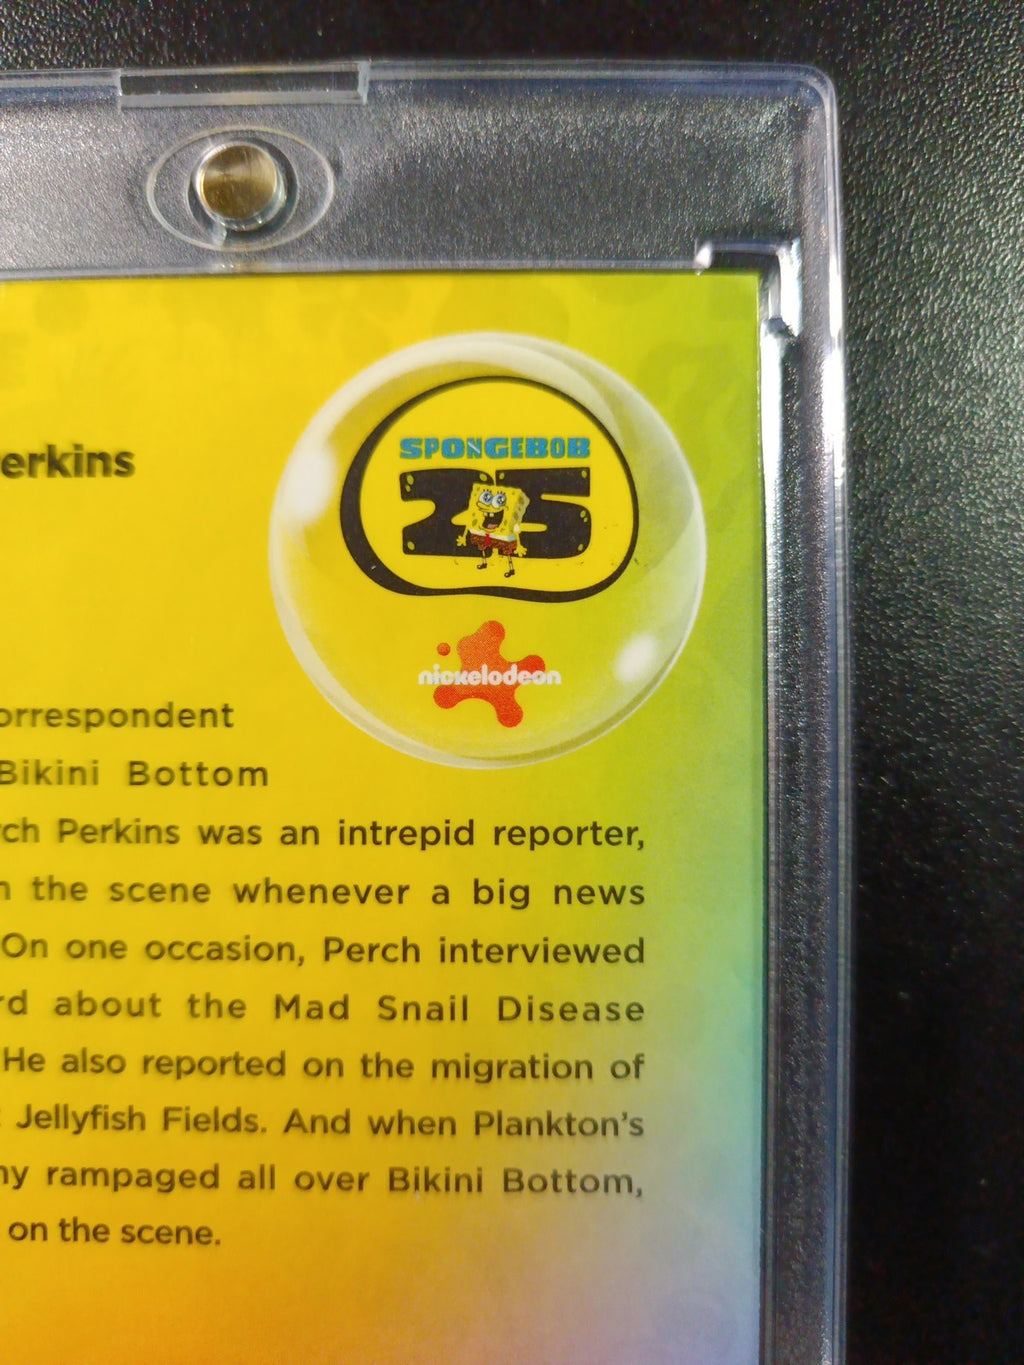 erkins
SPONGEBOB
25
nickelodeon
orrespondent
Bikini Bottom
rch Perkins was an intrepid reporter,
n the scene whenever a big news
On one occasion, Perch interviewed
rd about the Mad Snail Disease
He also reported on the migration of
Jellyfish Fields. And when Plankton's
ny rampaged all over Bikini Bottom,
on the scene.